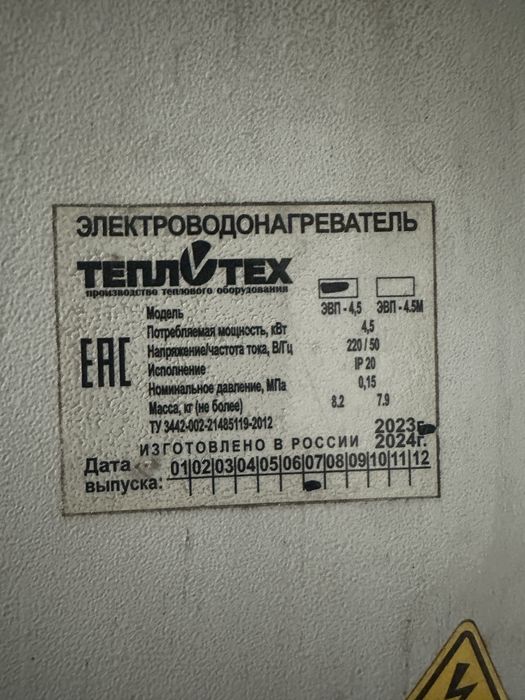 ЭЛЕКТРОВОДОНАГРЕВАТЕЛЬ
ТЕПЛОТЕХ
производство теплового оборудования
Модель ЭВП-4,5 ЭВП-4.5М
Потребляемая мощность, кВт 4,5
Напряжение/частота тока, В/Гц 220/50
Исполнение IP 20
Номинальное давление, МПа 0,15
Масса, кг (не более) 8.2 7.9
ТУ 3442-002-21485119-2012
EAC
2023г.
ИЗГОТОВЛЕНО В РОССИИ 2024г.
Дата выпуска: 01|02|03|04|05|06|07|08|09|10|11|12